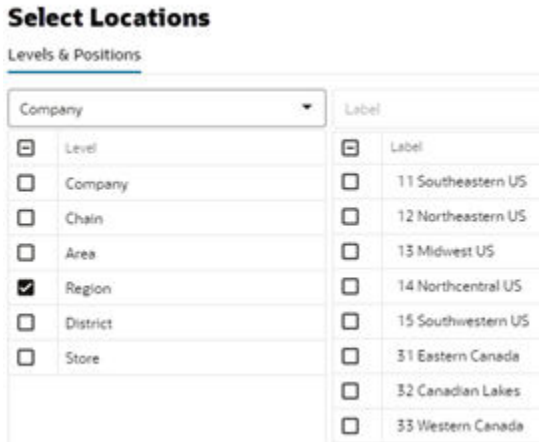 Select Locations
Levels & Positions
Company
Label
Level
Label
Company
11 Southeastern US
Chain
12 Northeastern US
Area
13 Midwest US
Region
14 Northcentral US
District
15 Southwestern US
Store
31 Eastern Canada
32 Canadian Lakes
33 Western Canada